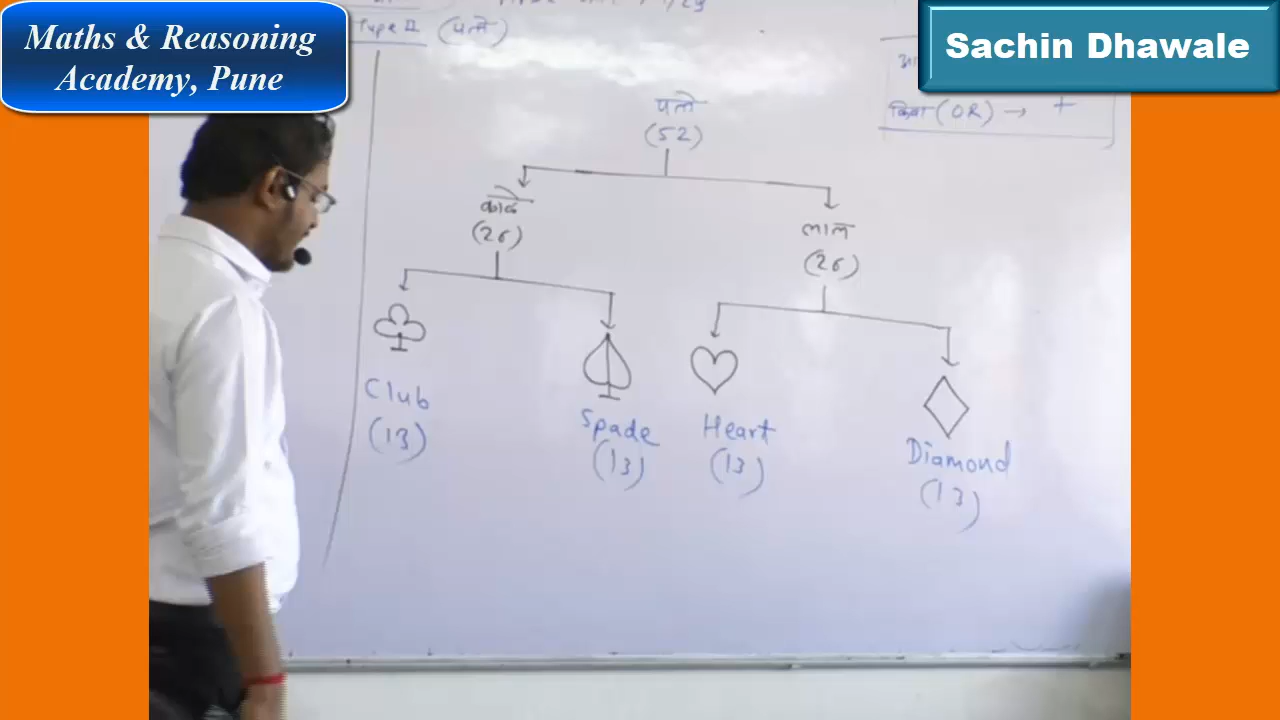 Maths & Reasoning
Academy, Pune
Sachin Dhawale
Type II (पत्ते)
किंवा (OR) → +
पत्ते
(52)
काळे
(26)
लाल
(26)
Club
(13)
Spade
(13)
Heart
(13)
Diamond
(13)